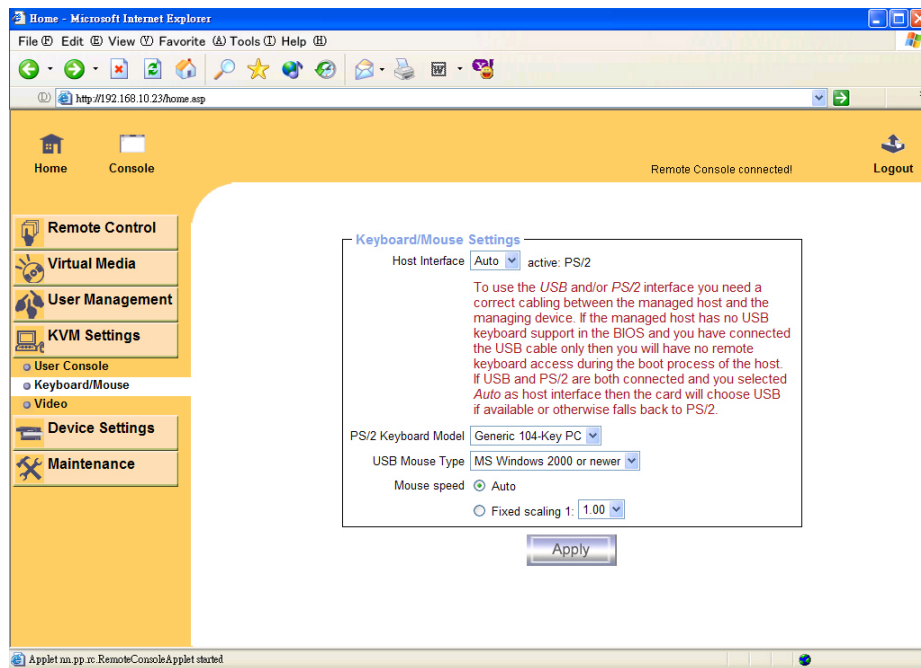 Home - Microsoft Internet Explorer
File(F) Edit (E) View (V) Favorite (A) Tools (T) Help (H)
(D) http://192.168.10.23/home.asp
Home
Console
Remote Console connected!
Logout
Remote Control
Virtual Media
User Management
KVM Settings
User Console
Keyboard/Mouse
Video
Device Settings
Maintenance
Keyboard/Mouse Settings
Host Interface Auto active: PS/2
To use the USB and/or PS/2 interface you need a
correct cabling between the managed host and the
managing device. If the managed host has no USB
keyboard support in the BIOS and you have connected
the USB cable only then you will have no remote
keyboard access during the boot process of the host.
If USB and PS/2 are both connected and you selected
Auto as host interface then the card will choose USB
if available or otherwise falls back to PS/2.
PS/2 Keyboard Model Generic 104-Key PC
USB Mouse Type MS Windows 2000 or newer
Mouse speed Auto
Fixed scaling 1: 1.00
Apply
Applet nn.pp.rc.RemoteConsoleApplet started